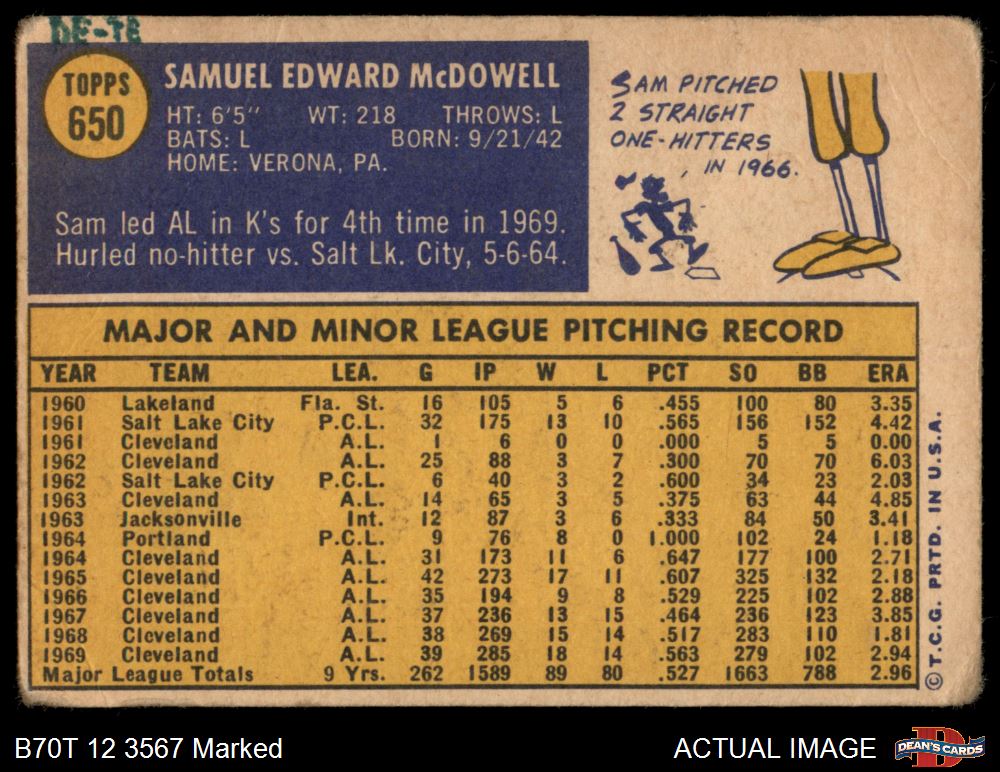 DE-TE
TOPPS
650
SAMUEL EDWARD McDOWELL
HT: 6'5" WT: 218 THROWS: L
BATS: L BORN: 9/21/42
HOME: VERONA, PA.
Sam led AL in K's for 4th time in 1969.
Hurled no-hitter vs. Salt Lk. City, 5-6-64.
SAM PITCHED
2 STRAIGHT
ONE-HITTERS
IN 1966.
MAJOR AND MINOR LEAGUE PITCHING RECORD
YEAR TEAM LEA. G IP W L PCT SO BB ERA
1960 Lakeland Fla. St. 16 105 5 6 .455 100 80 3.35
1961 Salt Lake City P.C.L. 32 175 13 10 .565 156 152 4.42
1961 Cleveland A.L. 1 6 0 0 .000 5 5 0.00
1962 Cleveland A.L. 25 88 3 7 .300 70 70 6.03
1962 Salt Lake City P.C.L. 6 40 3 2 .600 34 23 2.03
1963 Cleveland A.L. 14 65 3 5 .375 63 44 4.85
1963 Jacksonville Int. 12 87 3 6 .333 84 50 3.41
1964 Portland P.C.L. 9 76 8 0 1.000 102 24 1.18
1964 Cleveland A.L. 31 173 11 6 .647 177 100 2.71
1965 Cleveland A.L. 42 273 17 11 .607 325 132 2.18
1966 Cleveland A.L. 35 194 9 8 .529 225 102 2.88
1967 Cleveland A.L. 37 236 13 15 .464 236 123 3.85
1968 Cleveland A.L. 38 269 15 14 .517 283 110 1.81
1969 Cleveland A.L. 39 285 18 14 .563 279 102 2.94
Major League Totals 9 Yrs. 262 1589 89 80 .527 1663 788 2.96
©T.C.G. PRTD. IN U.S.A.
B70T 12 3567 Marked
ACTUAL IMAGE
D
DEAN'S CARDS